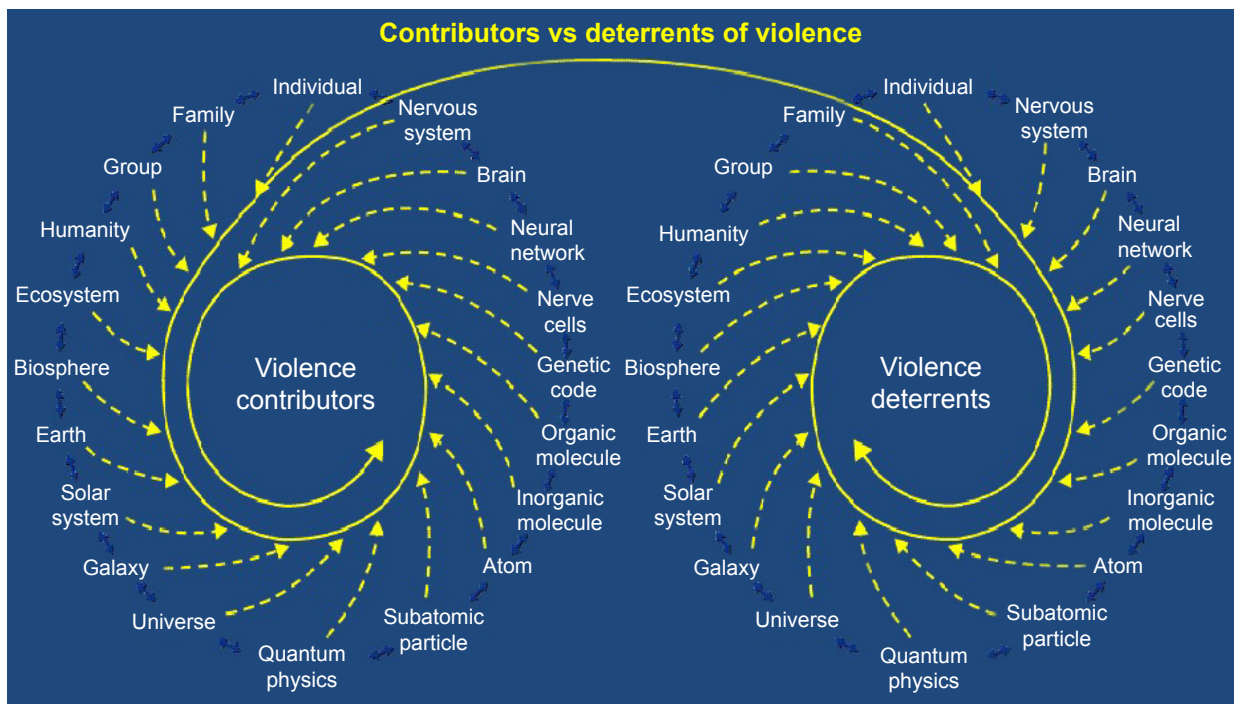 Contributors vs deterrents of violence
Individual
Nervous
system
Brain
Neural
network
Nerve
cells
Genetic
code
Organic
molecule
Inorganic
molecule
Atom
Subatomic
particle
Quantum
physics
Universe
Galaxy
Solar
system
Earth
Biosphere
Ecosystem
Humanity
Group
Family
Violence
contributors
Individual
Nervous
system
Brain
Neural
network
Nerve
cells
Genetic
code
Organic
molecule
Inorganic
molecule
Atom
Subatomic
particle
Quantum
physics
Universe
Galaxy
Solar
system
Earth
Biosphere
Ecosystem
Humanity
Group
Family
Violence
deterrents